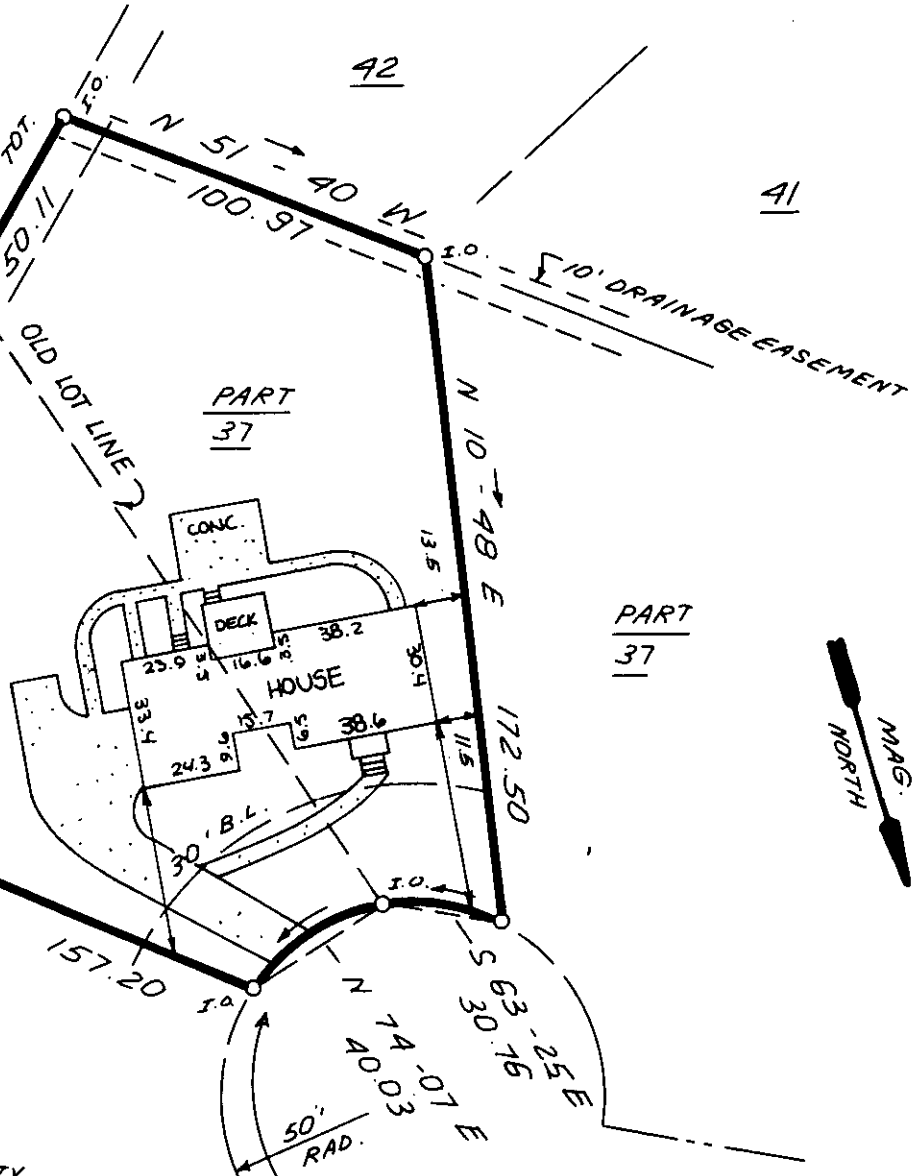 42
I.O.
TOT.
N 51-40 W
100.97
50.11
41
I.O.
10' DRAINAGE EASEMENT
OLD LOT LINE
PART
37
N 10-48 E
172.50
CONC.
13.5
DECK
38.2
23.9
16.6
HOUSE
30.4
33.4
15.7
38.6
24.3
11.5
PART
37
MAG.
NORTH
30' B.L.
I.O.
157.20
I.O.
S 63-25 E
30.76
N 74-07 E
40.03
50'
RAD.